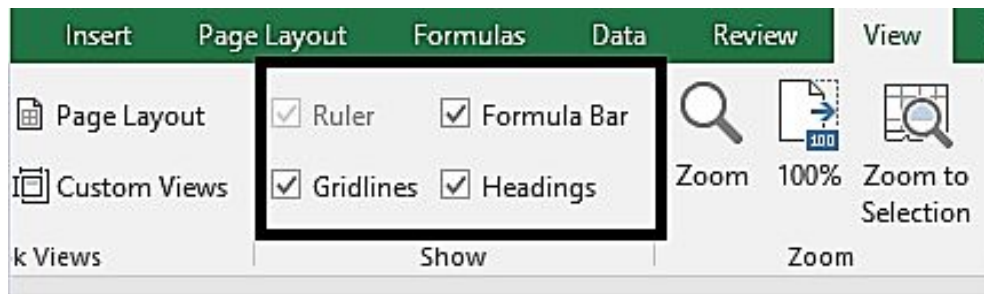 Insert Page Layout Formulas Data Review View
Page Layout Ruler Formula Bar
Custom Views Gridlines Headings Zoom 100% Zoom to Selection
100
k Views Show Zoom